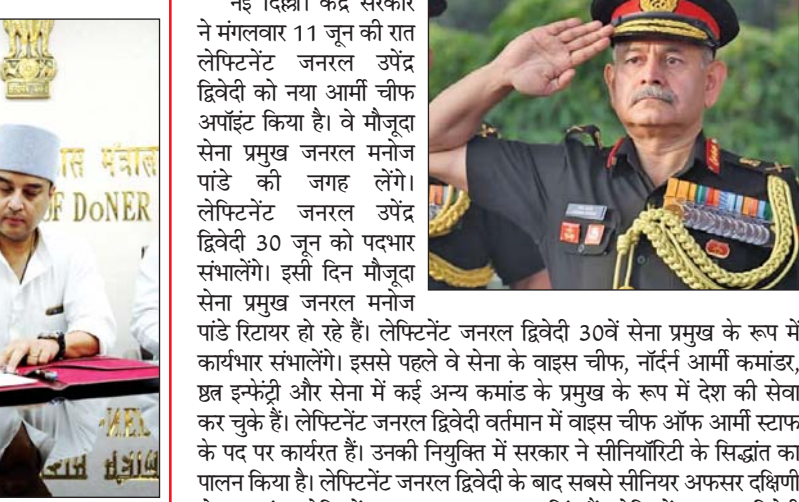 नई दिल्ली। केंद्र सरकार
ने मंगलवार 11 जून की रात
लेफ्टिनेंट जनरल उपेंद्र
द्विवेदी को नया आर्मी चीफ
अपॉइंट किया है। वे मौजूदा
सेना प्रमुख जनरल मनोज
पांडे की जगह लेंगे।
लेफ्टिनेंट जनरल उपेंद्र
द्विवेदी 30 जून को पदभार
संभालेंगे। इसी दिन मौजूदा
सेना प्रमुख जनरल मनोज
पांडे रिटायर हो रहे हैं। लेफ्टिनेंट जनरल द्विवेदी 30वें सेना प्रमुख के रूप में
कार्यभार संभालेंगे। इससे पहले वे सेना के वाइस चीफ, नॉर्दर्न आर्मी कमांडर,
ष्ठत्र इन्फेंट्री और सेना में कई अन्य कमांड के प्रमुख के रूप में देश की सेवा
कर चुके हैं। लेफ्टिनेंट जनरल द्विवेदी वर्तमान में वाइस चीफ ऑफ आर्मी स्टाफ
के पद पर कार्यरत हैं। उनकी नियुक्ति में सरकार ने सीनियॉरिटी के सिद्धांत का
पालन किया है। लेफ्टिनेंट जनरल द्विवेदी के बाद सबसे सीनियर अफसर दक्षिणी
OF DoNER